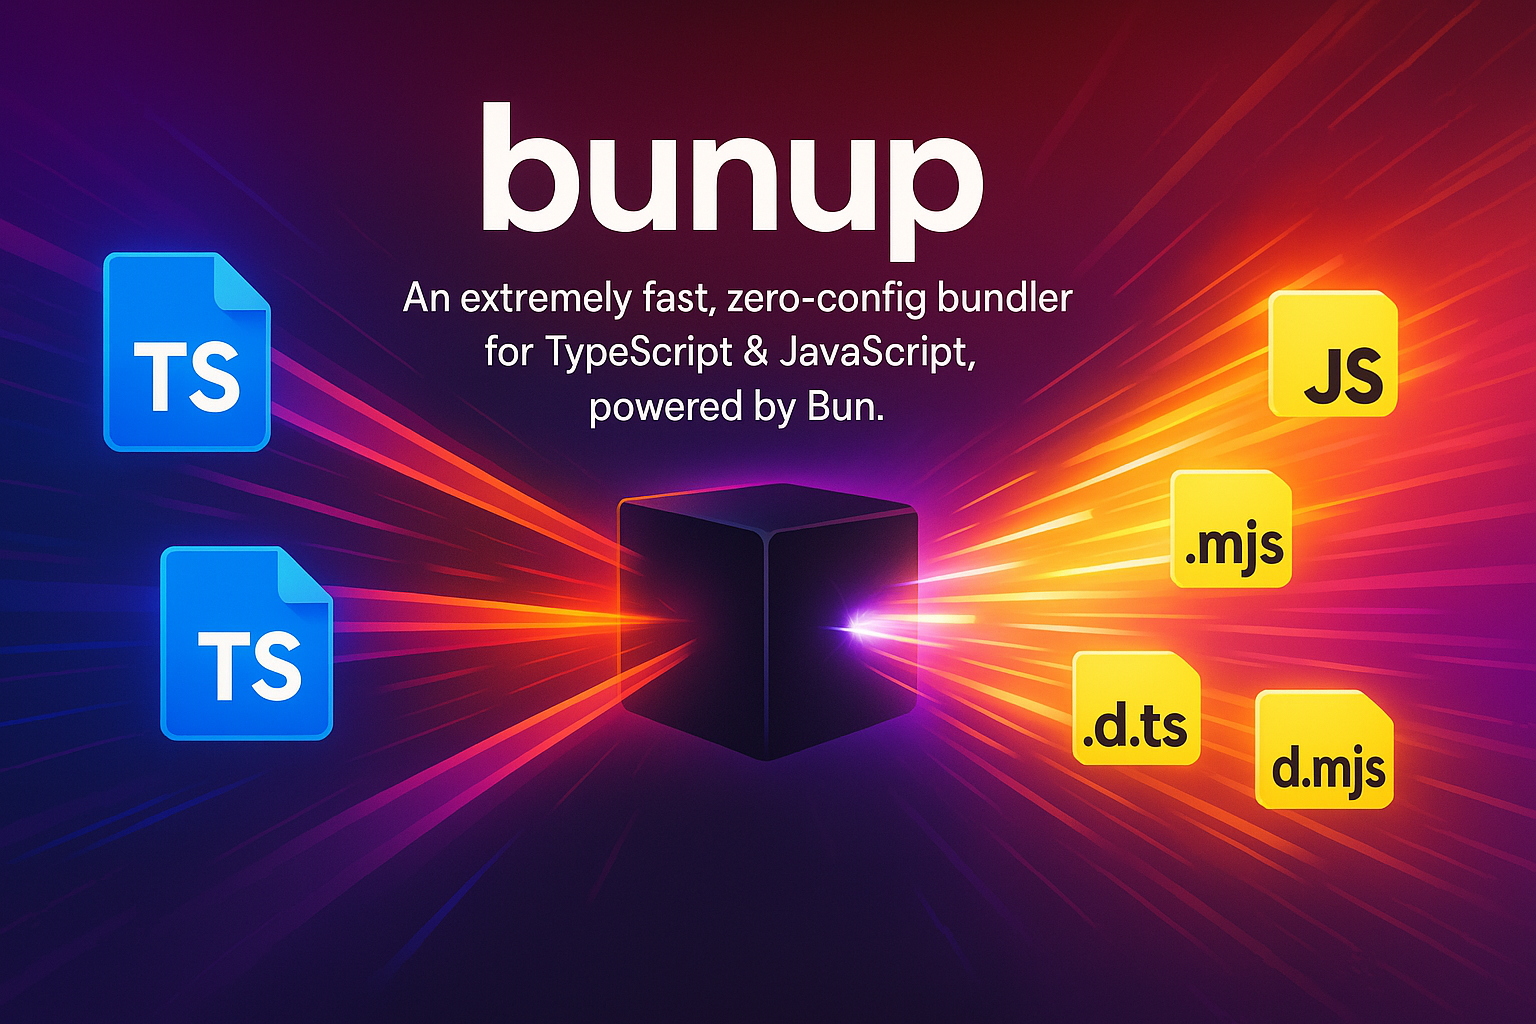 bunup
An extremely fast, zero-config bundler
for TypeScript & JavaScript,
powered by Bun.
TS
TS
JS
.mjs
.d.ts
d.mjs